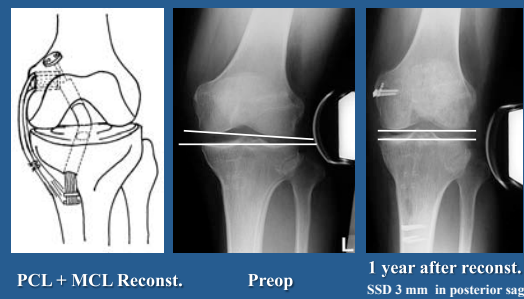 PCL + MCL Reconst.
Preop
1 year after reconst.
SSD 3 mm in posterior sag
L